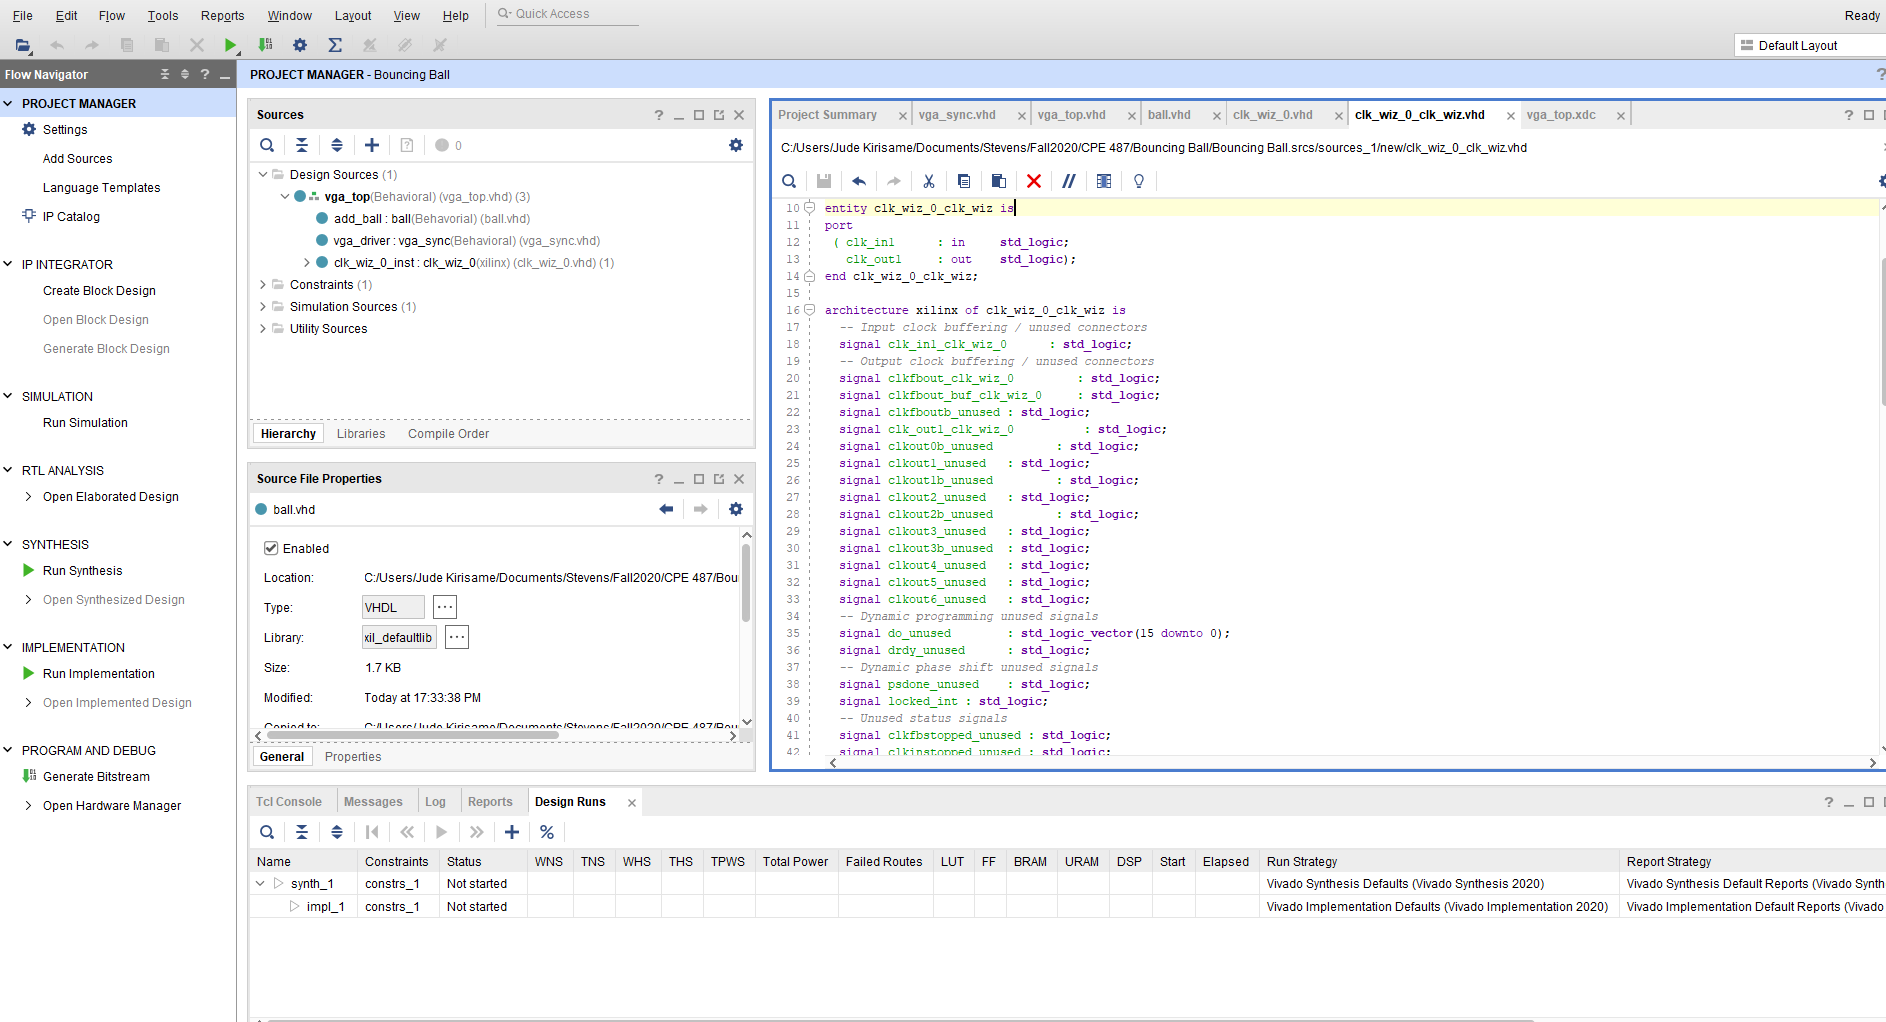 File Edit Flow Tools Reports Window Layout View Help Quick Access Ready
Default Layout
Flow Navigator ? PROJECT MANAGER - Bouncing Ball ?
PROJECT MANAGER
Settings
Add Sources
Language Templates
IP Catalog
IP INTEGRATOR
Create Block Design
Open Block Design
Generate Block Design
SIMULATION
Run Simulation
RTL ANALYSIS
Open Elaborated Design
SYNTHESIS
Run Synthesis
Open Synthesized Design
IMPLEMENTATION
Run Implementation
Open Implemented Design
PROGRAM AND DEBUG
Generate Bitstream
Open Hardware Manager
Sources ?
0
Design Sources (1)
vga_top(Behavioral) (vga_top.vhd) (3)
add_ball : ball(Behavorial) (ball.vhd)
vga_driver : vga_sync(Behavioral) (vga_sync.vhd)
clk_wiz_0_inst : clk_wiz_0(xilinx) (clk_wiz_0.vhd) (1)
Constraints (1)
Simulation Sources (1)
Utility Sources
Hierarchy Libraries Compile Order
Source File Properties ?
ball.vhd
Enabled
Location: C:/Users/Jude Kirisame/Documents/Stevens/Fall2020/CPE 487/Bou
Type: VHDL ...
Library: xil_defaultlib ...
Size: 1.7 KB
Modified: Today at 17:33:38 PM
Copied to: C:/Users/Jude Kirisame/Documents/Stevens/Fall2020/CPE 487/Bou
General Properties
Project Summary vga_sync.vhd vga_top.vhd ball.vhd clk_wiz_0.vhd clk_wiz_0_clk_wiz.vhd vga_top.xdc ?
C:/Users/Jude Kirisame/Documents/Stevens/Fall2020/CPE 487/Bouncing Ball/Bouncing Ball.srcs/sources_1/new/clk_wiz_0_clk_wiz.vhd
10 entity clk_wiz_0_clk_wiz is
11 port
12 ( clk_in1 : in std_logic;
13 clk_out1 : out std_logic);
14 end clk_wiz_0_clk_wiz;
15
16 architecture xilinx of clk_wiz_0_clk_wiz is
17 -- Input clock buffering / unused connectors
18 signal clk_in1_clk_wiz_0 : std_logic;
19 -- Output clock buffering / unused connectors
20 signal clkfbout_clk_wiz_0 : std_logic;
21 signal clkfbout_buf_clk_wiz_0 : std_logic;
22 signal clkfboutb_unused : std_logic;
23 signal clk_out1_clk_wiz_0 : std_logic;
24 signal clkout0b_unused : std_logic;
25 signal clkout1_unused : std_logic;
26 signal clkout1b_unused : std_logic;
27 signal clkout2_unused : std_logic;
28 signal clkout2b_unused : std_logic;
29 signal clkout3_unused : std_logic;
30 signal clkout3b_unused : std_logic;
31 signal clkout4_unused : std_logic;
32 signal clkout5_unused : std_logic;
33 signal clkout6_unused : std_logic;
34 -- Dynamic programming unused signals
35 signal do_unused : std_logic_vector(15 downto 0);
36 signal drdy_unused : std_logic;
37 -- Dynamic phase shift unused signals
38 signal psdone_unused : std_logic;
39 signal locked_int : std_logic;
40 -- Unused status signals
41 signal clkfbstopped_unused : std_logic;
42 signal clkinstopped_unused : std_logic;
Tcl Console Messages Log Reports Design Runs ?
Name Constraints Status WNS TNS WHS THS TPWS Total Power Failed Routes LUT FF BRAM URAM DSP Start Elapsed Run Strategy Report Strategy
synth_1 constrs_1 Not started Vivado Synthesis Defaults (Vivado Synthesis 2020) Vivado Synthesis Default Reports (Vivado Synth
impl_1 constrs_1 Not started Vivado Implementation Defaults (Vivado Implementation 2020) Vivado Implementation Default Reports (Vivado